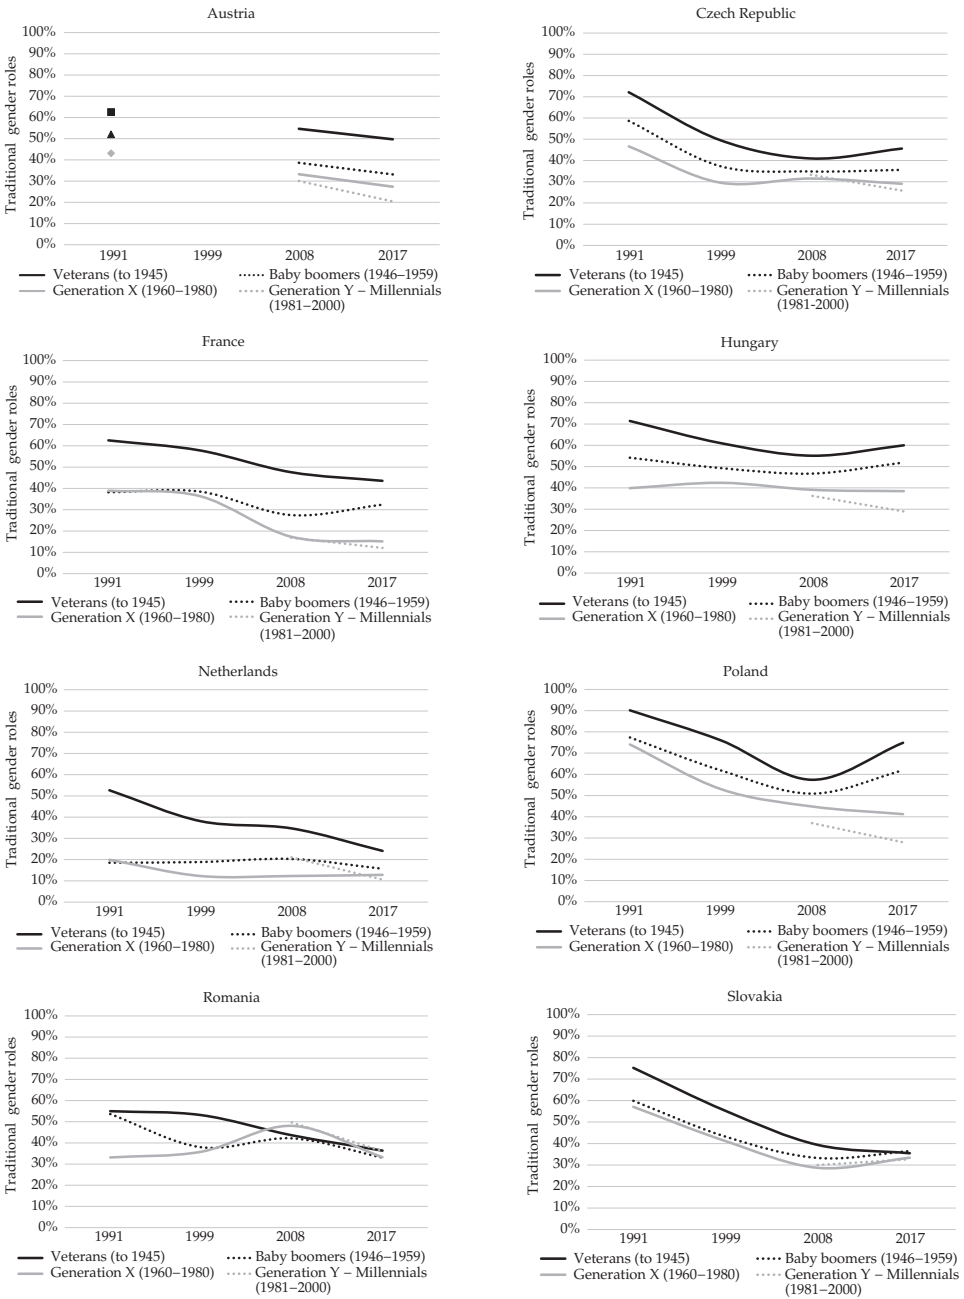 Austria
Traditional gender roles
100%
90%
80%
70%
60%
50%
40%
30%
20%
10%
0%
1991 1999 2008 2017
Veterans (to 1945) Baby boomers (1946–1959)
Generation X (1960–1980) Generation Y – Millennials
(1981–2000)
Czech Republic
Traditional gender roles
100%
90%
80%
70%
60%
50%
40%
30%
20%
10%
0%
1991 1999 2008 2017
Veterans (to 1945) Baby boomers (1946–1959)
Generation X (1960–1980) Generation Y – Millennials
(1981-2000)
France
Traditional gender roles
100%
90%
80%
70%
60%
50%
40%
30%
20%
10%
0%
1991 1999 2008 2017
Veterans (to 1945) Baby boomers (1946–1959)
Generation X (1960–1980) Generation Y – Millennials
(1981–2000)
Hungary
Traditional gender roles
100%
90%
80%
70%
60%
50%
40%
30%
20%
10%
0%
1991 1999 2008 2017
Veterans (to 1945) Baby boomers (1946–1959)
Generation X (1960–1980) Generation Y – Millennials
(1981–2000)
Netherlands
Traditional gender roles
100%
90%
80%
70%
60%
50%
40%
30%
20%
10%
0%
1991 1999 2008 2017
Veterans (to 1945) Baby boomers (1946–1959)
Generation X (1960–1980) Generation Y – Millennials
(1981–2000)
Poland
Traditional gender roles
100%
90%
80%
70%
60%
50%
40%
30%
20%
10%
0%
1991 1999 2008 2017
Veterans (to 1945) Baby boomers (1946–1959)
Generation X (1960–1980) Generation Y – Millennials
(1981–2000)
Romania
Traditional gender roles
100%
90%
80%
70%
60%
50%
40%
30%
20%
10%
0%
1991 1999 2008 2017
Veterans (to 1945) Baby boomers (1946–1959)
Generation X (1960–1980) Generation Y – Millennials
(1981–2000)
Slovakia
Traditional gender roles
100%
90%
80%
70%
60%
50%
40%
30%
20%
10%
0%
1991 1999 2008 2017
Veterans (to 1945) Baby boomers (1946–1959)
Generation X (1960–1980) Generation Y – Millennials
(1981–2000)